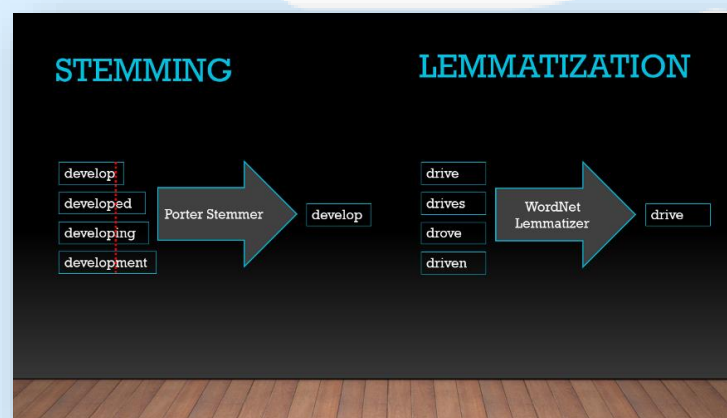 STEMMING
develop
developed
developing
development
Porter Stemmer
develop
LEMMATIZATION
drive
drives
drove
driven
WordNet
Lemmatizer
drive